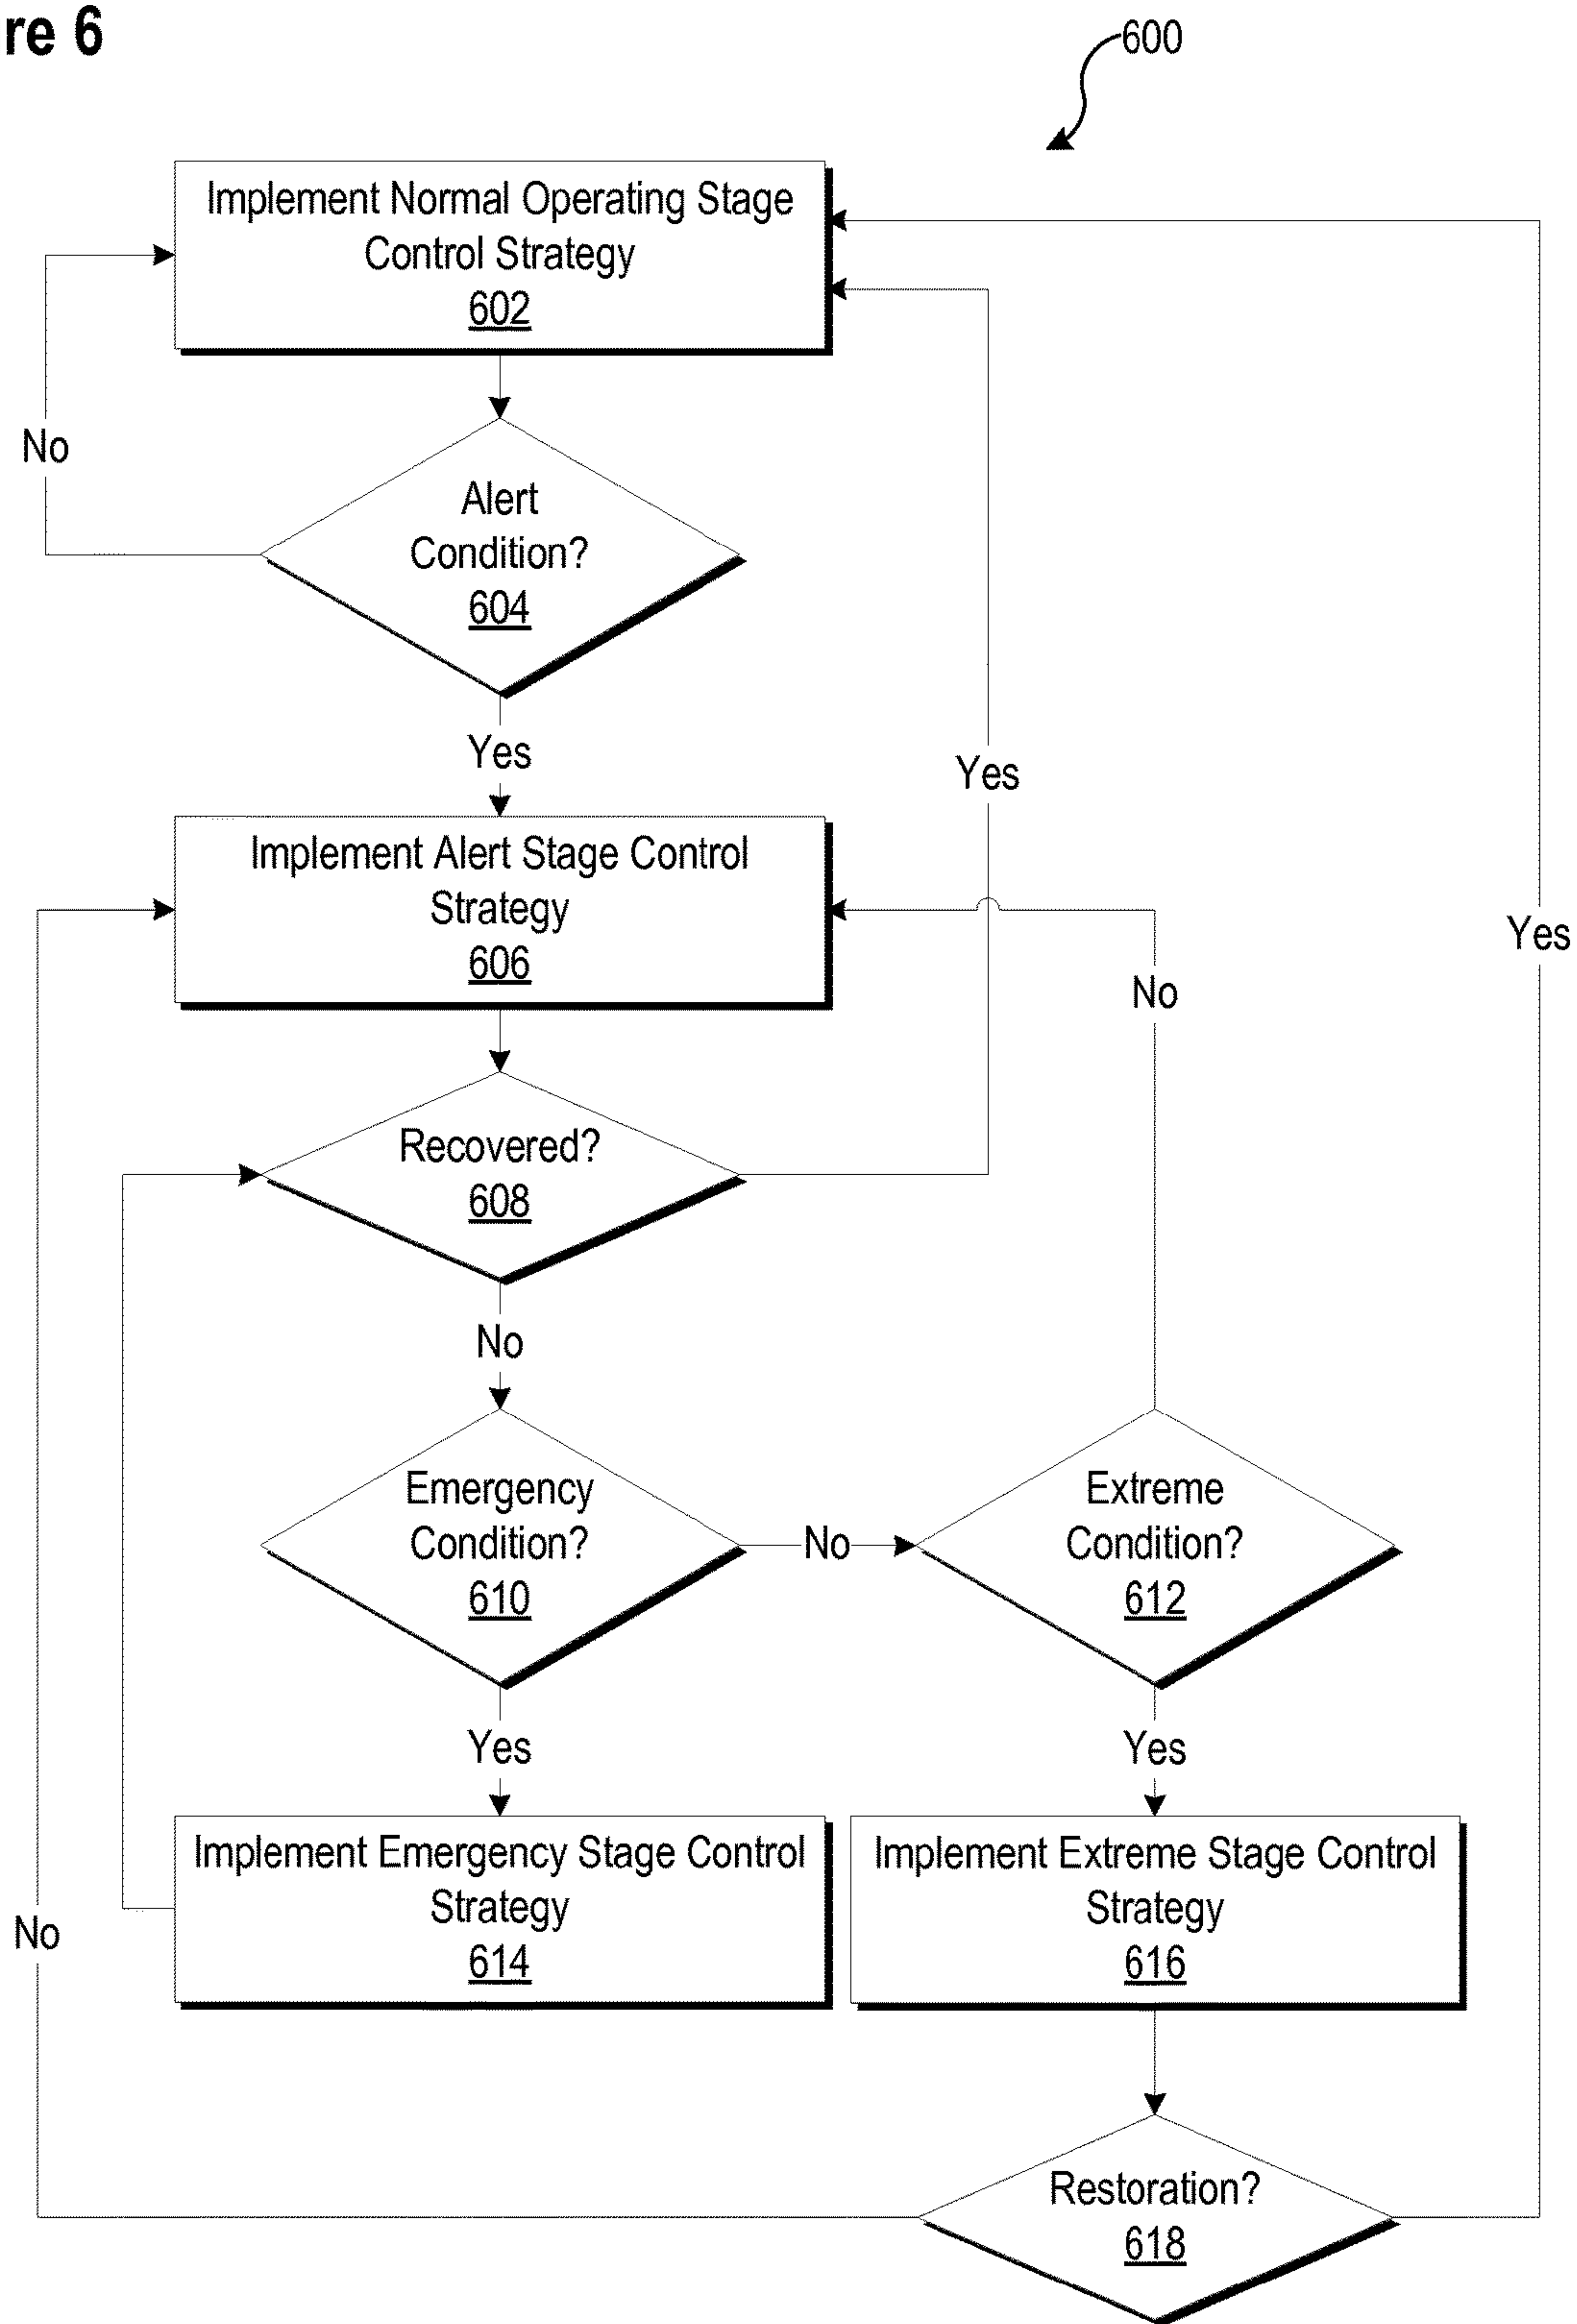 re 6
600
Implement Normal Operating Stage
Control Strategy
602
No
Alert
Condition?
604
Yes
Yes
Implement Alert Stage Control
Strategy
606
Yes
No
Recovered?
608
No
Emergency
Condition?
610
No
Extreme
Condition?
612
Yes
Yes
Implement Emergency Stage Control
Strategy
614
Implement Extreme Stage Control
Strategy
616
No
Restoration?
618